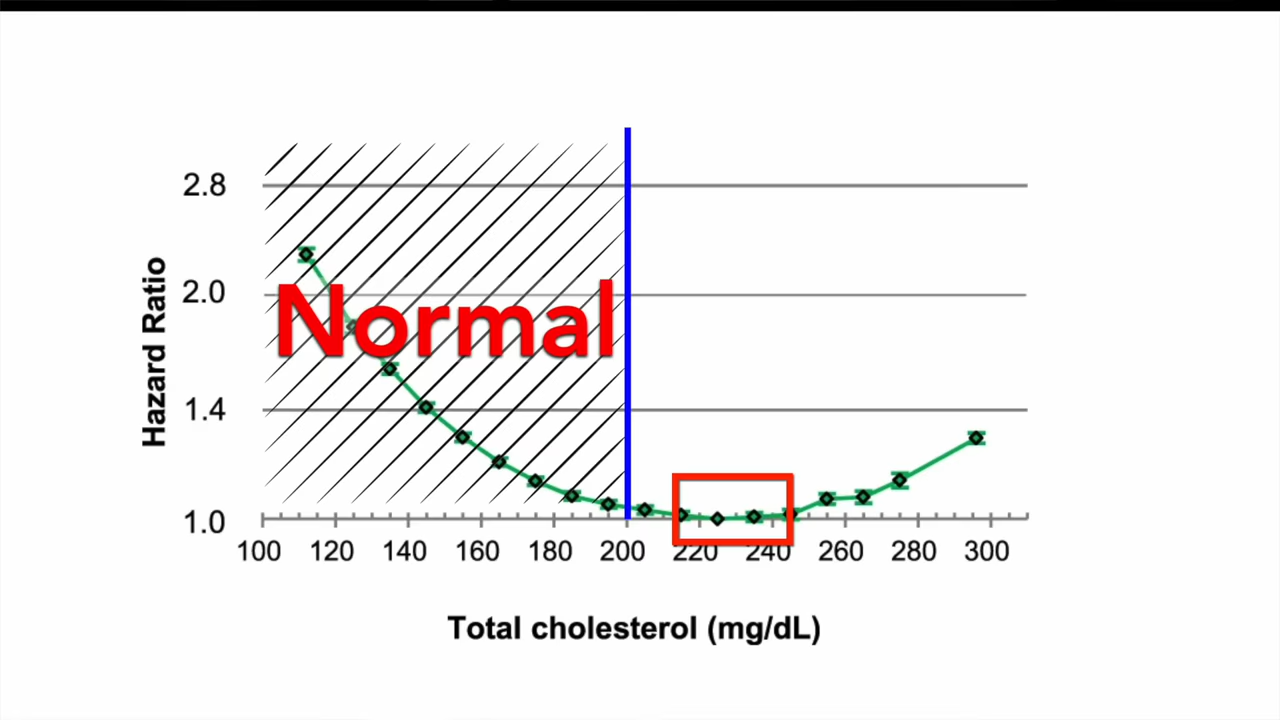 2.8
2.0
1.4
1.0
Hazard Ratio
Normal
100 120 140 160 180 200 220 240 260 280 300
Total cholesterol (mg/dL)